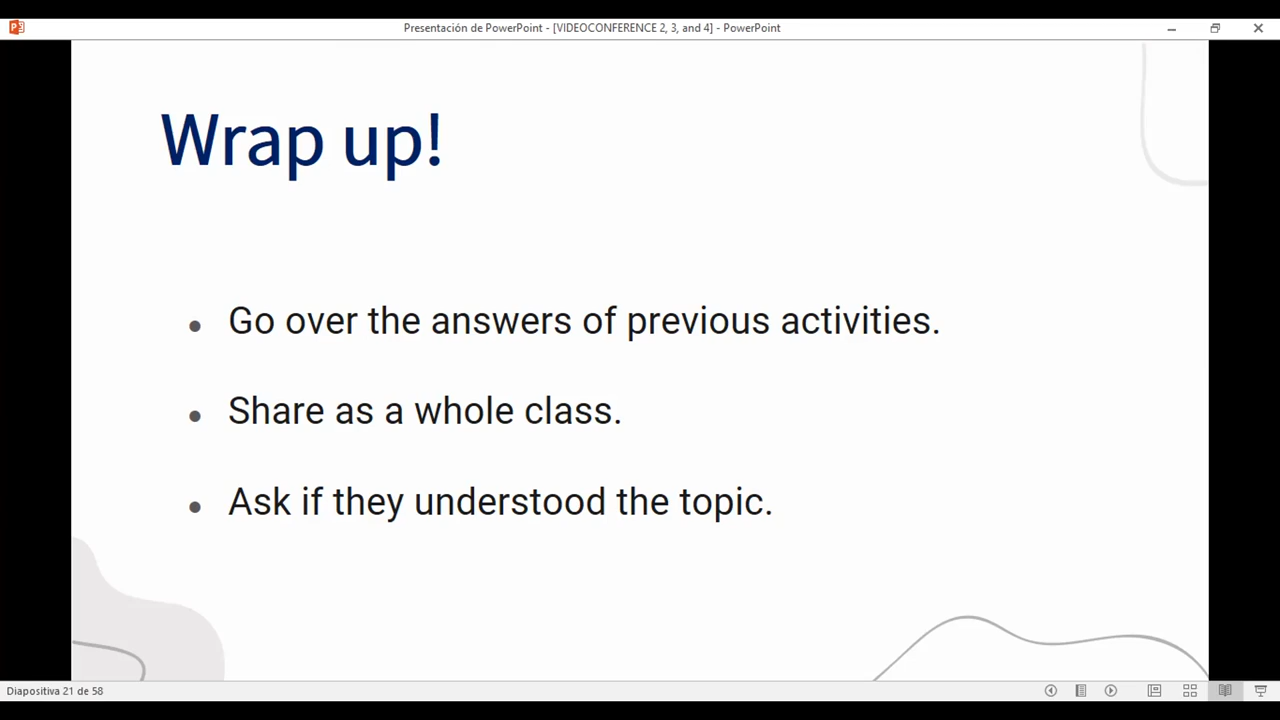 Presentación de PowerPoint - [VIDEOCONFERENCE 2, 3, and 4] - PowerPoint
Wrap up!
• Go over the answers of previous activities.
• Share as a whole class.
• Ask if they understood the topic.
Diapositiva 21 de 58